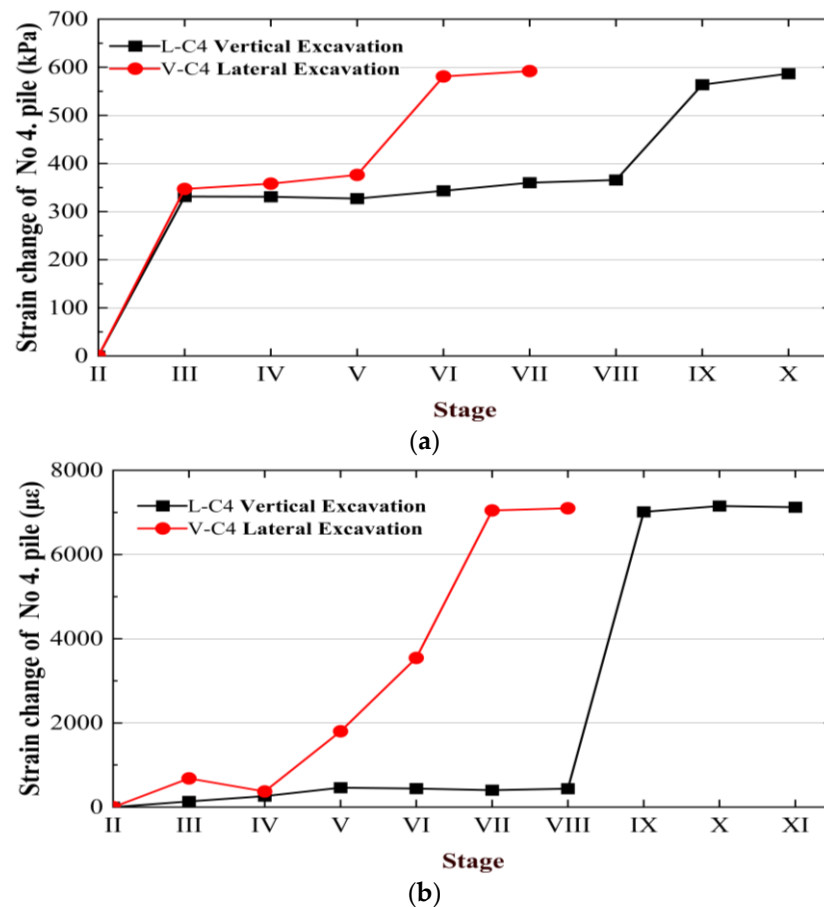 Strain change of No 4. pile (kPa)
700
600
500
400
300
200
100
0
L-C4 Vertical Excavation
V-C4 Lateral Excavation
II III IV V VI VII VIII IX X
Stage
(a)
Strain change of No 4. pile (με)
8000
6000
4000
2000
0
L-C4 Vertical Excavation
V-C4 Lateral Excavation
II III IV V VI VII VIII IX X XI
Stage
(b)